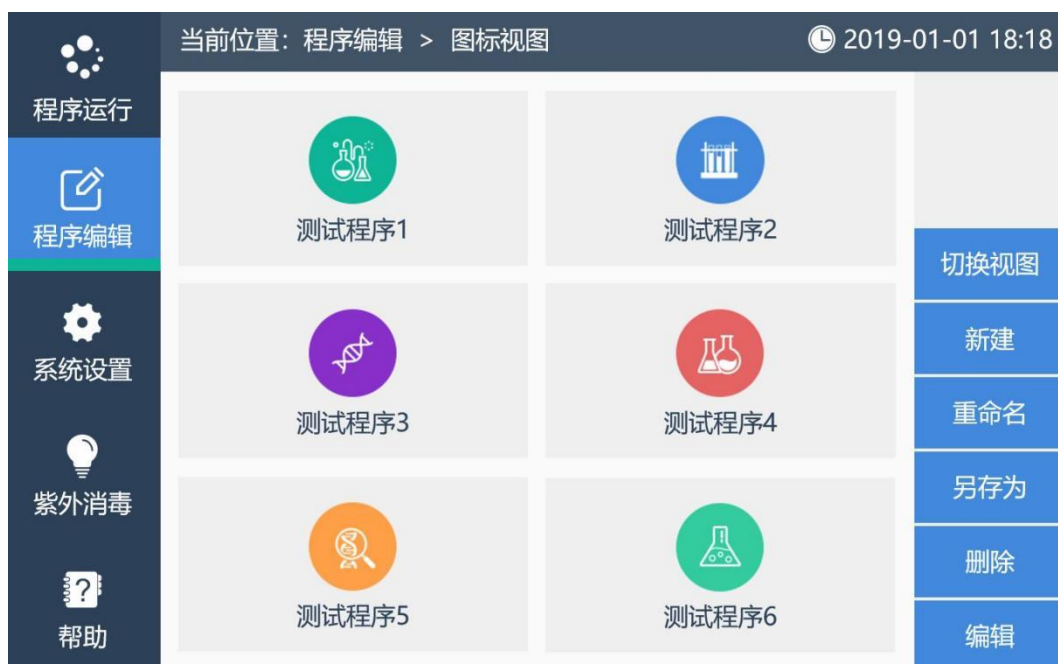 当前位置：程序编辑 > 图标视图
2019-01-01 18:18
程序运行
程序编辑
系统设置
紫外消毒
?
帮助
测试程序1
测试程序2
测试程序3
测试程序4
测试程序5
测试程序6
切换视图
新建
重命名
另存为
删除
编辑